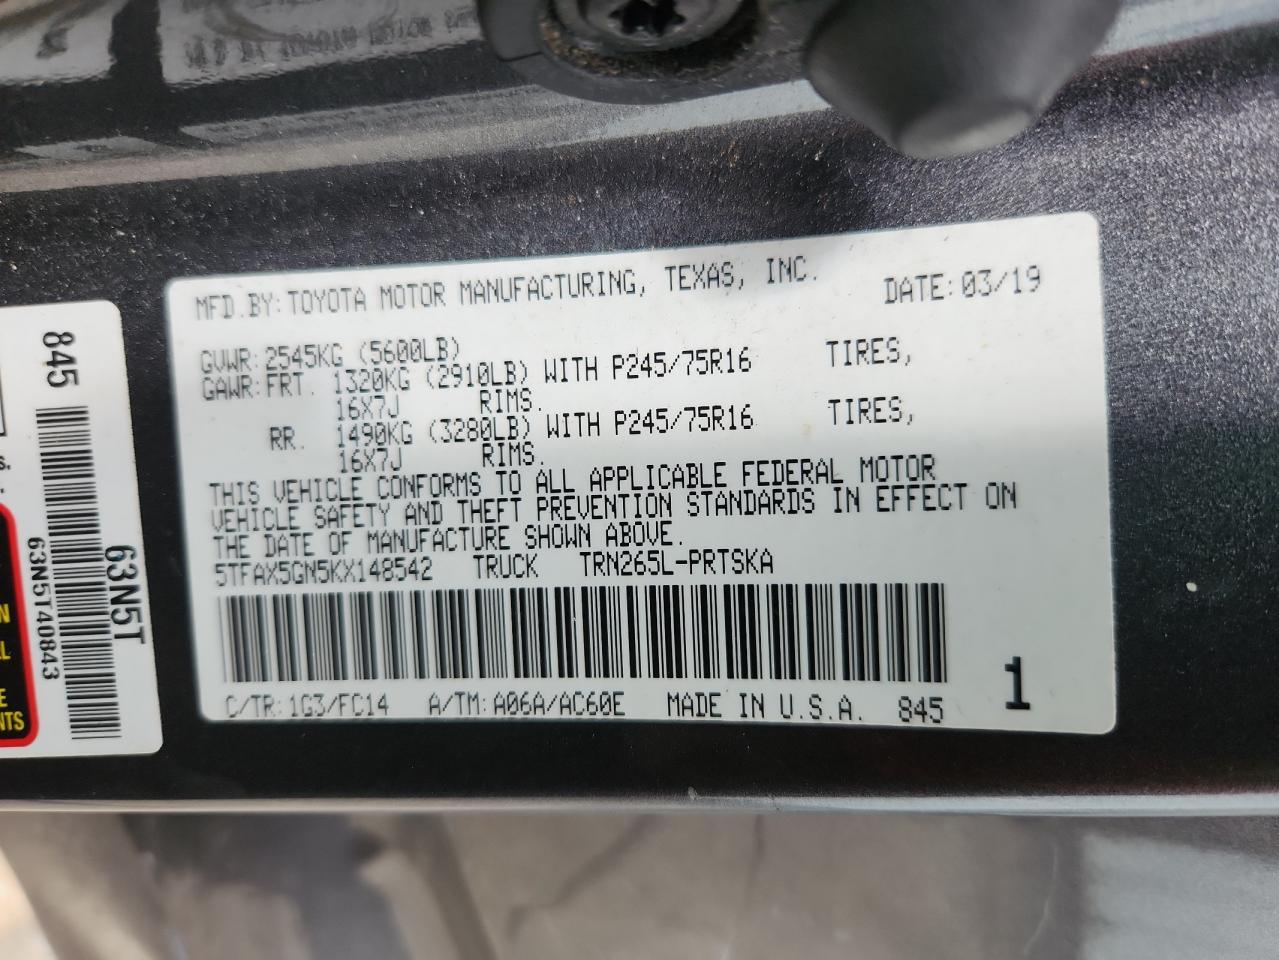 MFD.BY: TOYOTA MOTOR MANUFACTURING, TEXAS, INC. DATE: 03/19
GVWR: 2545KG (5600LB)
GAWR: FRT. 1320KG (2910LB) WITH P245/75R16 TIRES,
16X7J RIMS.
RR. 1490KG (3280LB) WITH P245/75R16 TIRES,
16X7J RIMS.
THIS VEHICLE CONFORMS TO ALL APPLICABLE FEDERAL MOTOR
VEHICLE SAFETY AND THEFT PREVENTION STANDARDS IN EFFECT ON
THE DATE OF MANUFACTURE SHOWN ABOVE.
5TFAX5GN5KX148542 TRUCK TRN265L-PRTSKA
C/TR: 1G3/FC14 A/TM: A06A/AC60E MADE IN U.S.A. 845
1
845
63N5T
63N5T40843